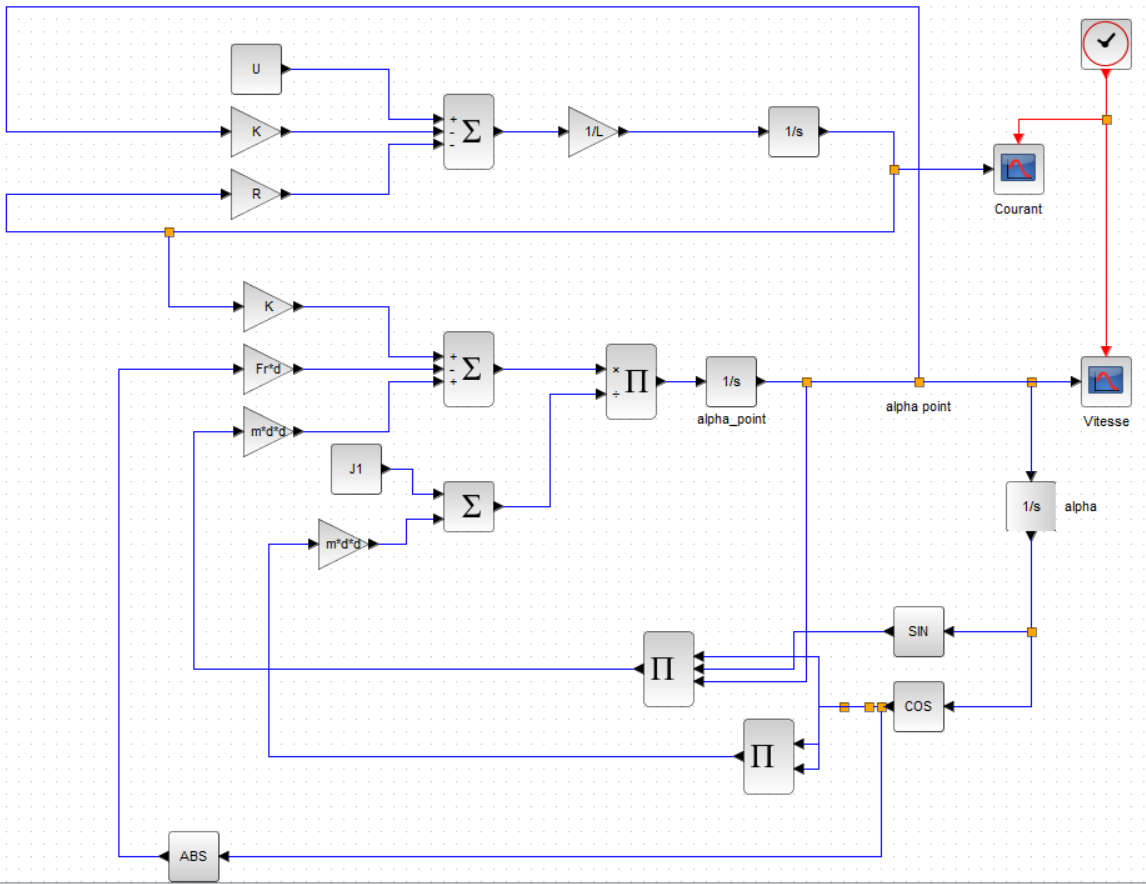 U
+
K
-
Σ
1/L
1/s
-
R
Courant
K
+
Fr*d
-
Σ
×
Π
+
÷
1/s
alpha point
alpha_point
Vitesse
m*d*d
J1
Σ
1/s
alpha
m*d*d
SIN
Π
COS
Π
ABS